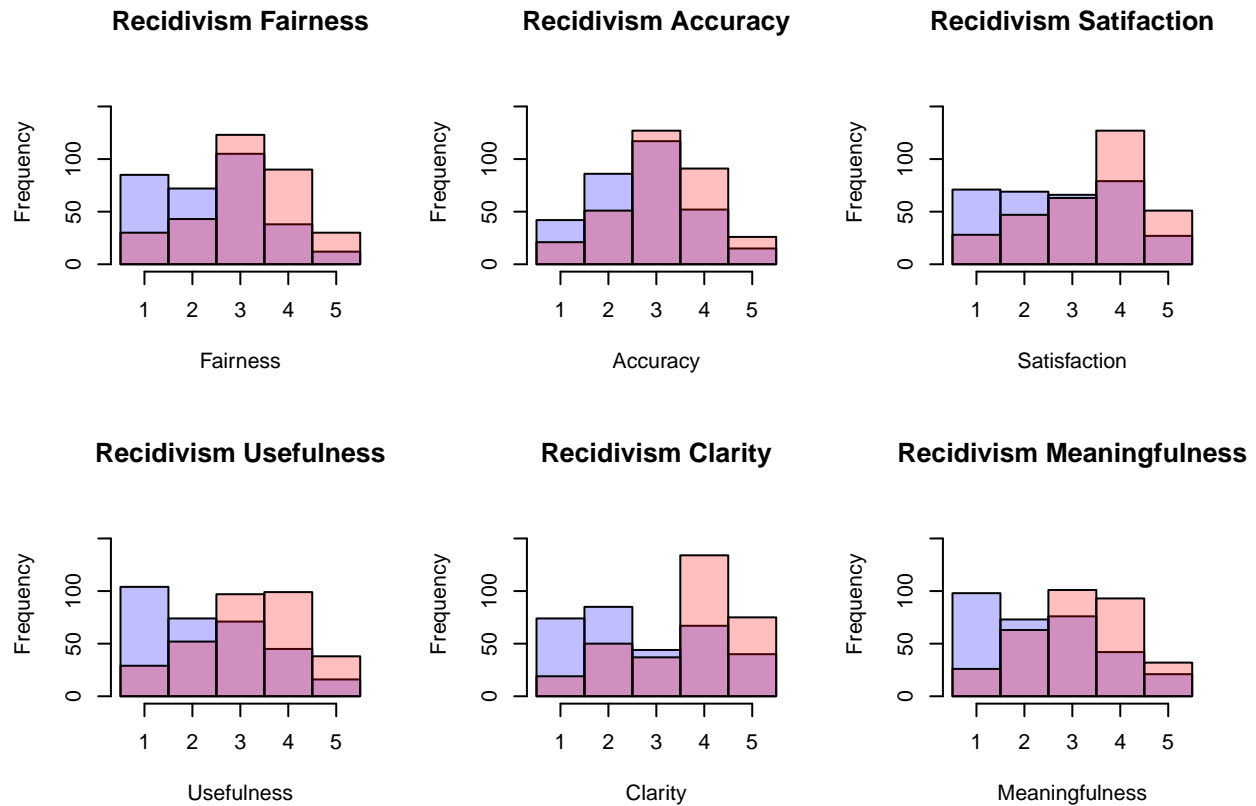 Recidivism Fairness
Frequency
0 50 100
1 2 3 4 5
Fairness
Recidivism Accuracy
Frequency
0 50 100
1 2 3 4 5
Accuracy
Recidivism Satifaction
Frequency
0 50 100
1 2 3 4 5
Satisfaction
Recidivism Usefulness
Frequency
0 50 100
1 2 3 4 5
Usefulness
Recidivism Clarity
Frequency
0 50 100
1 2 3 4 5
Clarity
Recidivism Meaningfulness
Frequency
0 50 100
1 2 3 4 5
Meaningfulness